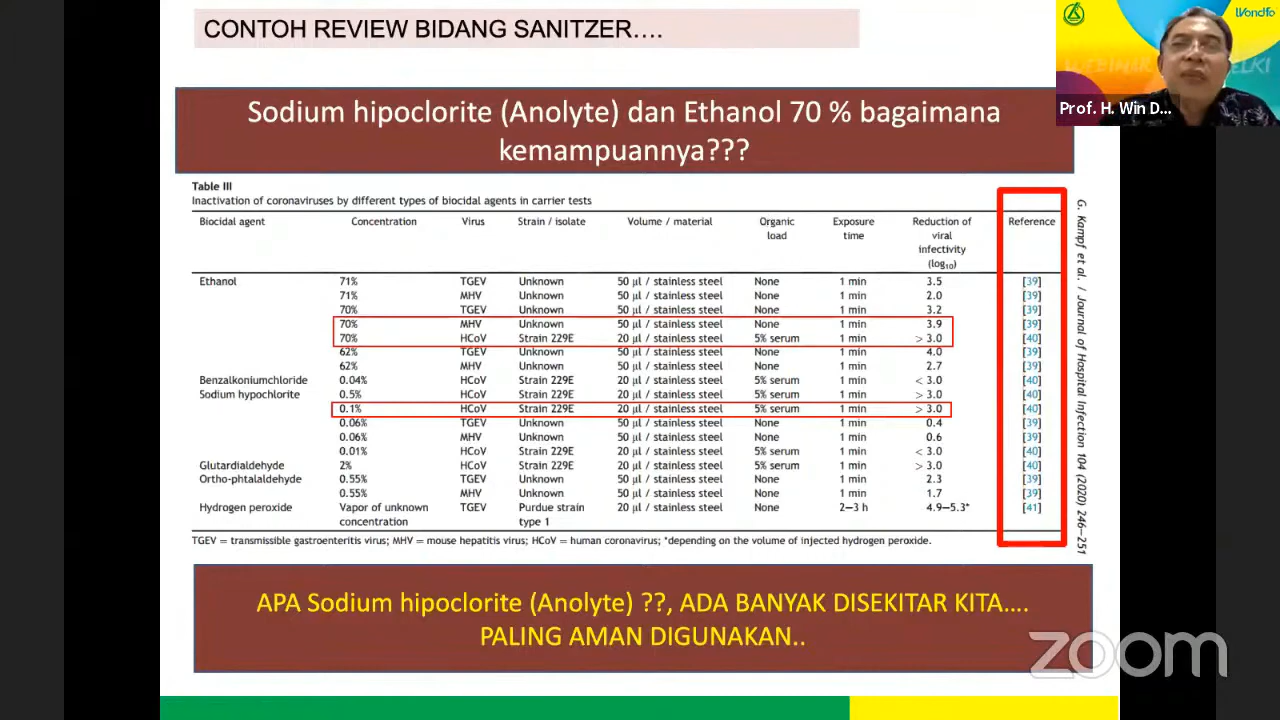 CONTOH REVIEW BIDANG SANITZER….
Wondfo
Prof. H. Win D...
Sodium hipoclorite (Anolyte) dan Ethanol 70 % bagaimana
kemampuannya???
Table III
Inactivation of coronaviruses by different types of biocidal agents in carrier tests
Biocidal agent Concentration Virus Strain / isolate Volume / material Organic load Exposure time Reduction of viral infectivity (log10) Reference
Ethanol 71% TGEV Unknown 50 µl / stainless steel None 1 min 3.5 [39]
71% MHV Unknown 50 µl / stainless steel None 1 min 2.0 [39]
70% TGEV Unknown 50 µl / stainless steel None 1 min 3.2 [39]
70% MHV Unknown 50 µl / stainless steel None 1 min 3.9 [39]
70% HCoV Strain 229E 20 µl / stainless steel 5% serum 1 min > 3.0 [40]
62% TGEV Unknown 50 µl / stainless steel None 1 min 4.0 [39]
62% MHV Unknown 50 µl / stainless steel None 1 min 2.7 [39]
Benzalkoniumchloride 0.04% HCoV Strain 229E 20 µl / stainless steel 5% serum 1 min < 3.0 [40]
Sodium hypochlorite 0.5% HCoV Strain 229E 20 µl / stainless steel 5% serum 1 min > 3.0 [40]
0.1% HCoV Strain 229E 20 µl / stainless steel 5% serum 1 min > 3.0 [40]
0.06% TGEV Unknown 50 µl / stainless steel None 1 min 0.4 [39]
0.06% MHV Unknown 50 µl / stainless steel None 1 min 0.6 [39]
0.01% HCoV Strain 229E 20 µl / stainless steel 5% serum 1 min < 3.0 [40]
Glutardialdehyde 2% HCoV Strain 229E 20 µl / stainless steel 5% serum 1 min > 3.0 [40]
Ortho-phtalaldehyde 0.55% TGEV Unknown 50 µl / stainless steel None 1 min 2.3 [39]
0.55% MHV Unknown 50 µl / stainless steel None 1 min 1.7 [39]
Hydrogen peroxide Vapor of unknown concentration TGEV Purdue strain type 1 20 µl / stainless steel None 2–3 h 4.9–5.3* [41]
TGEV = transmissible gastroenteritis virus; MHV = mouse hepatitis virus; HCoV = human coronavirus; *depending on the volume of injected hydrogen peroxide.
G. Kampf et al. / Journal of Hospital Infection 104 (2020) 246–251
APA Sodium hipoclorite (Anolyte) ??, ADA BANYAK DISEKITAR KITA….
PALING AMAN DIGUNAKAN..
zoom